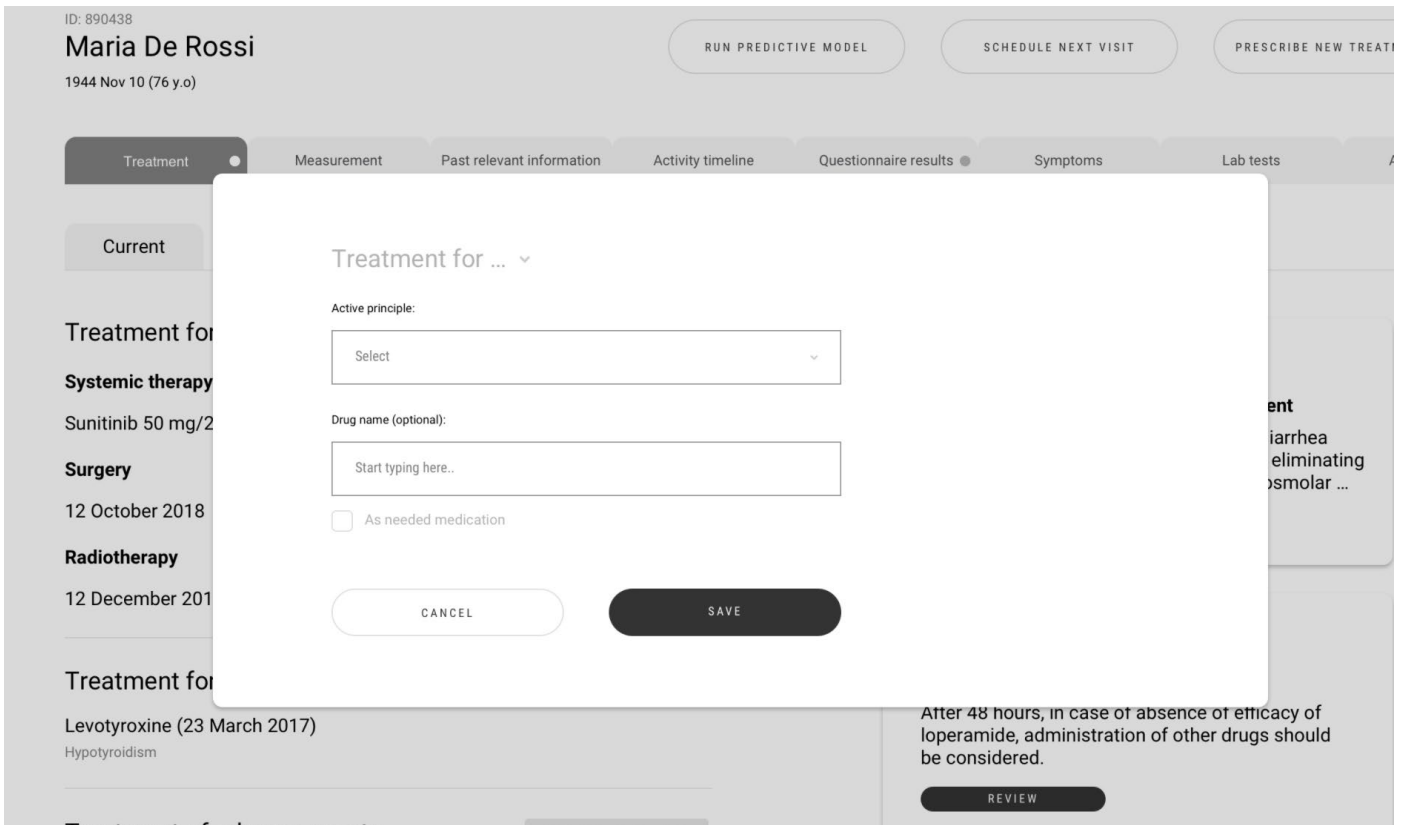 ID: 890438
Maria De Rossi
1944 Nov 10 (76 y.o)
RUN PREDICTIVE MODEL
SCHEDULE NEXT VISIT
PRESCRIBE NEW
Treatment
Measurement
Past relevant information
Activity timeline
Questionnaire results
Symptoms
Lab tests
Current
Treatment for ...
Active principle:
Select
Drug name (optional):
Start typing here..
As needed medication
CANCEL
SAVE
Treatment for
Systemic therapy
Sunitinib 50 mg/2
Surgery
12 October 2018
Radiotherapy
12 December 201
Treatment for
Levotyroxine (23 March 2017)
Hypotyroidism
eliminating
After 48 hours, in case of absence of efficacy of
loperamide, administration of other drugs should
be considered.
REVIEW